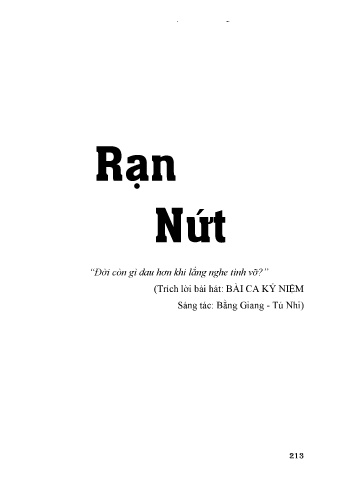 Rạn
Nứt
“Đời còn gì đau hơn khi lắng nghe tình vỡ?”
(Trích lời bài hát: BÀI CA KỶ NIỆM
Sáng tác: Bằng Giang - Tú Nhi)
213